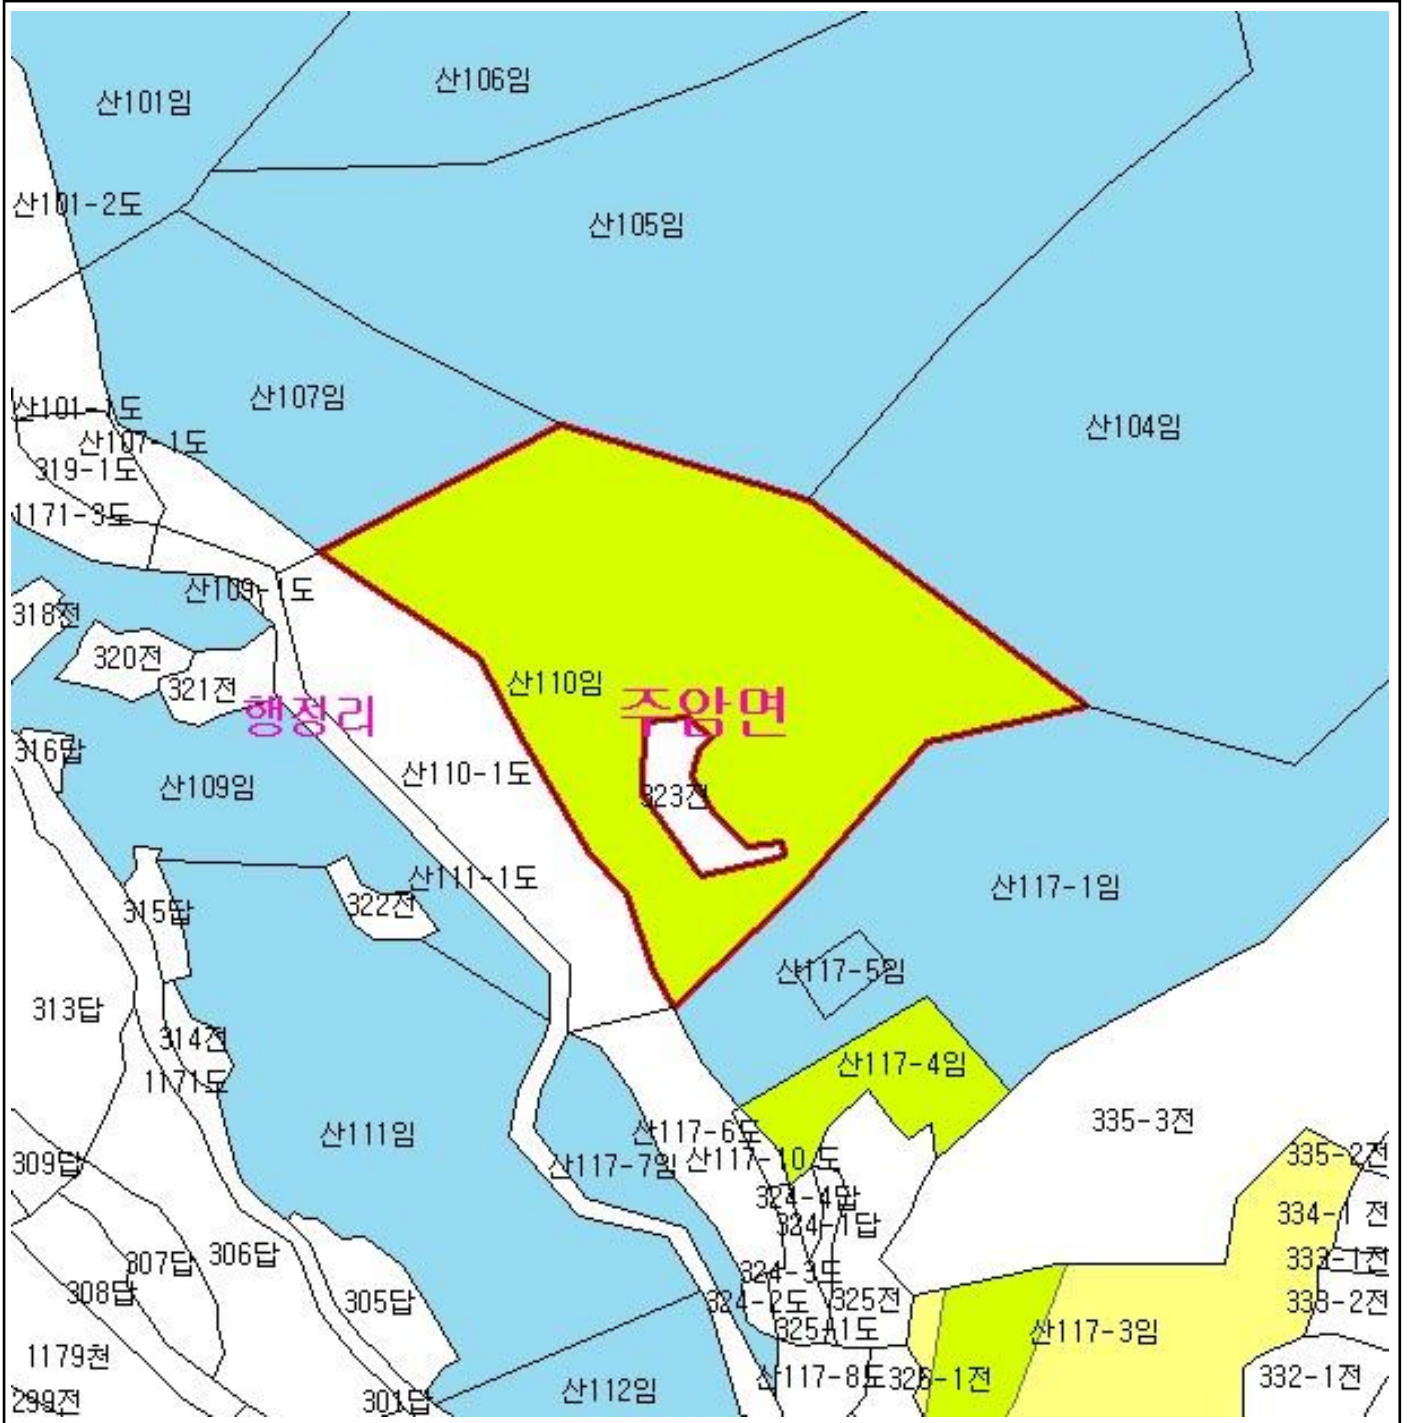 산106임
산101임
산101-2도
산105임
산107임
산101-1도
산104임
산107-1도
319-1도
1171-3도
산109-1도
318전
320전
321전
산110임
주암면
행정리
316답
산110-1도
산109임
323전
산111-1도
산117-1임
322전
315답
산117-5임
313답
314전
산117-4임
1171도
335-3전
산111임
산117-6도
335-2전
309답
산117-7임
산117-10 도
324-4답
334-1 전
324-1답
306답
307답
333-1전
324-3도
308답
305답
324-2도
325전
333-2전
325-1도
산117-3임
1179천
산117-8도
326-1전
332-1전
산112임
299전
301답